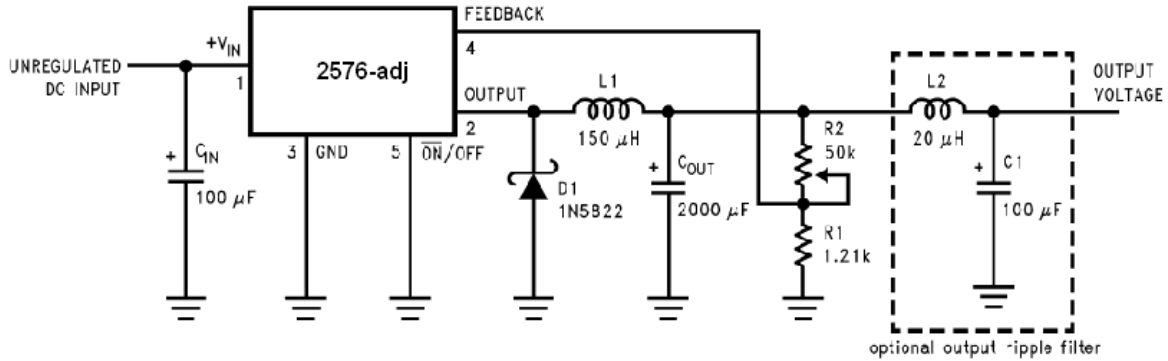 FEEDBACK
+VIN
4
UNREGULATED
DC INPUT
1
2576-adj
OUTPUT
2
L1
150 μH
L2
20 μH
OUTPUT
VOLTAGE
3
GND
5
ON/OFF
+
CIN
100 μF
D1
1N5822
+
COUT
2000 μF
R2
50k
R1
1.21k
+
C1
100 μF
optional output ripple filter